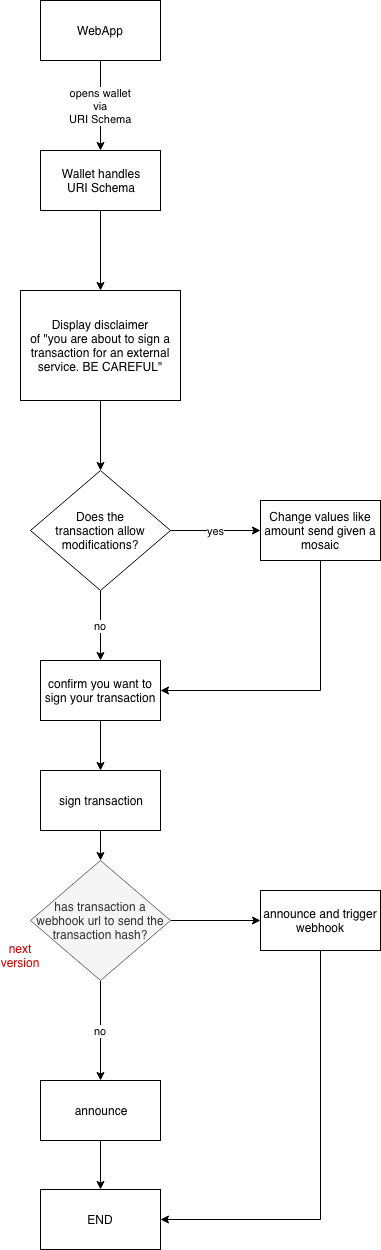 WebApp
opens wallet
via
URI Schema
Wallet handles
URI Schema
Display disclaimer
of "you are about to sign a
transaction for an external
service. BE CAREFUL"
Does the
transaction allow
modifications?
yes
Change values like
amount send given a
mosaic
no
confirm you want to
sign your transaction
sign transaction
has transaction a
webhook url to send the
transaction hash?
next
version
announce and trigger
webhook
no
announce
END